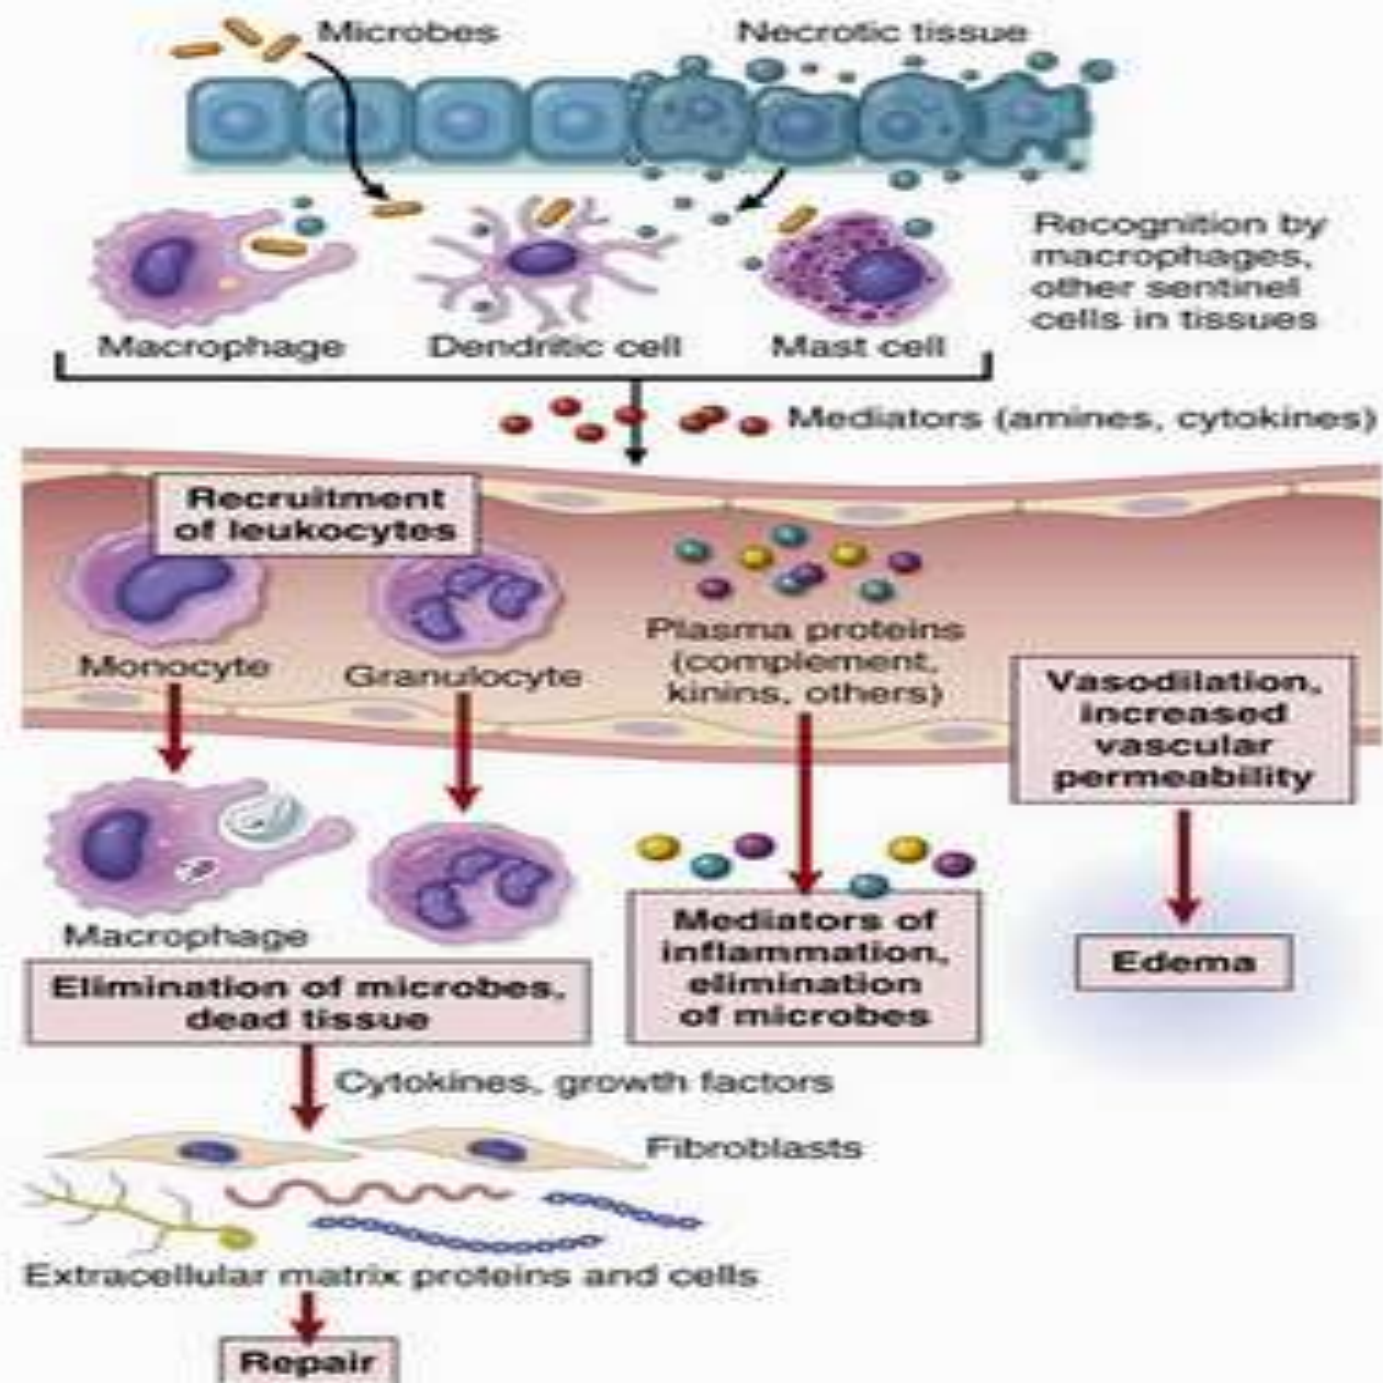 Microbes
Necrotic tissue
Recognition by
macrophages,
other sentinel
cells in tissues
Macrophage
Dendritic cell
Mast cell
Mediators (amines, cytokines)
Recruitment
of leukocytes
Monocyte
Granulocyte
Plasma proteins
(complement,
kinins, others)
Vasodilation,
increased
vascular
permeability
Macrophage
Elimination of microbes,
dead tissue
Mediators of
inflammation,
elimination
of microbes
Edema
Cytokines, growth factors
Fibroblasts
Extracellular matrix proteins and cells
Repair